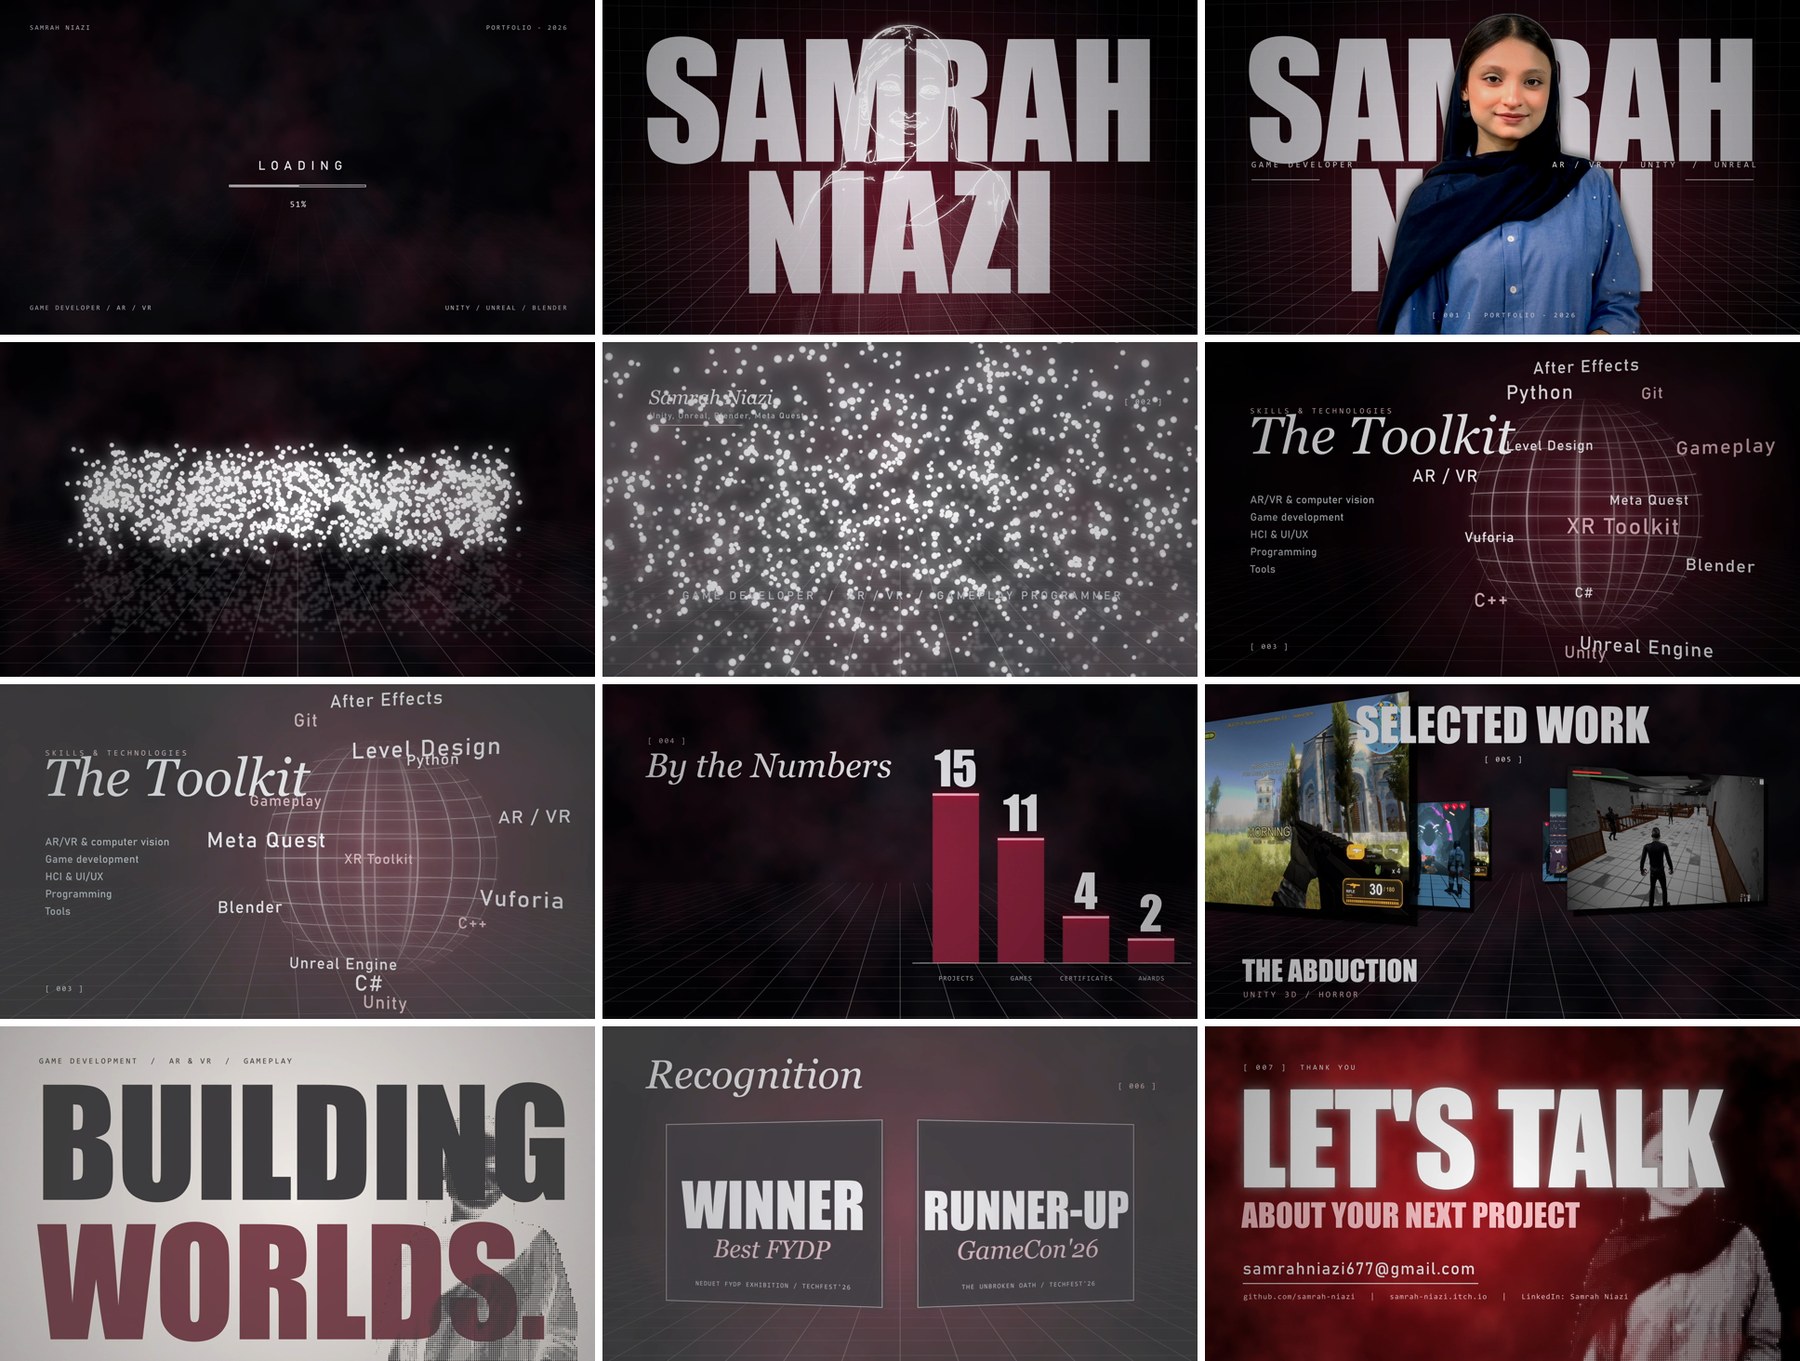 SAMRAH NIAZI
PORTFOLIO - 2026
LOADING
51%
GAME DEVELOPER / AR / VR
UNITY / UNREAL / BLENDER
SAMRAH
NIAZI
SAMRAH
GAME DEVELOPER
AR / VR / UNITY / UNREAL
[ 001 ] PORTFOLIO - 2026
Samrah Niazi
Unity, Unreal, Blender, Meta Quest
[ 002 ]
GAME DEVELOPER / AR / VR / GAMEPLAY PROGRAMMER
SKILLS & TECHNOLOGIES
The Toolkit
AR/VR & computer vision
Game development
HCI & UI/UX
Programming
Tools
[ 003 ]
After Effects
Python
Git
Level Design
Gameplay
AR / VR
Meta Quest
XR Toolkit
Vuforia
Blender
C#
C++
Unreal Engine
Unity
SKILLS & TECHNOLOGIES
The Toolkit
AR/VR & computer vision
Game development
HCI & UI/UX
Programming
Tools
[ 003 ]
After Effects
Git
Level Design
Python
Gameplay
AR / VR
Meta Quest
XR Toolkit
Vuforia
Blender
C++
Unreal Engine
C#
Unity
[ 004 ]
By the Numbers
15
11
4
2
PROJECTS
GAMES
CERTIFICATES
AWARDS
SELECTED WORK
[ 005 ]
MORNING
x 4
30/180
THE ABDUCTION
UNITY 3D / HORROR
GAME DEVELOPMENT / AR & VR / GAMEPLAY
BUILDING
WORLDS.
Recognition
[ 006 ]
WINNER
Best FYDP
NEDUET FYDP EXHIBITION / TECHFEST'26
RUNNER-UP
GameCon'26
THE UNBROKEN OATH / TECHFEST'26
[ 007 ] THANK YOU
LET'S TALK
ABOUT YOUR NEXT PROJECT
samrahniazi677@gmail.com
github.com/samrah-niazi | samrah-niazi.itch.io | LinkedIn: Samrah Niazi